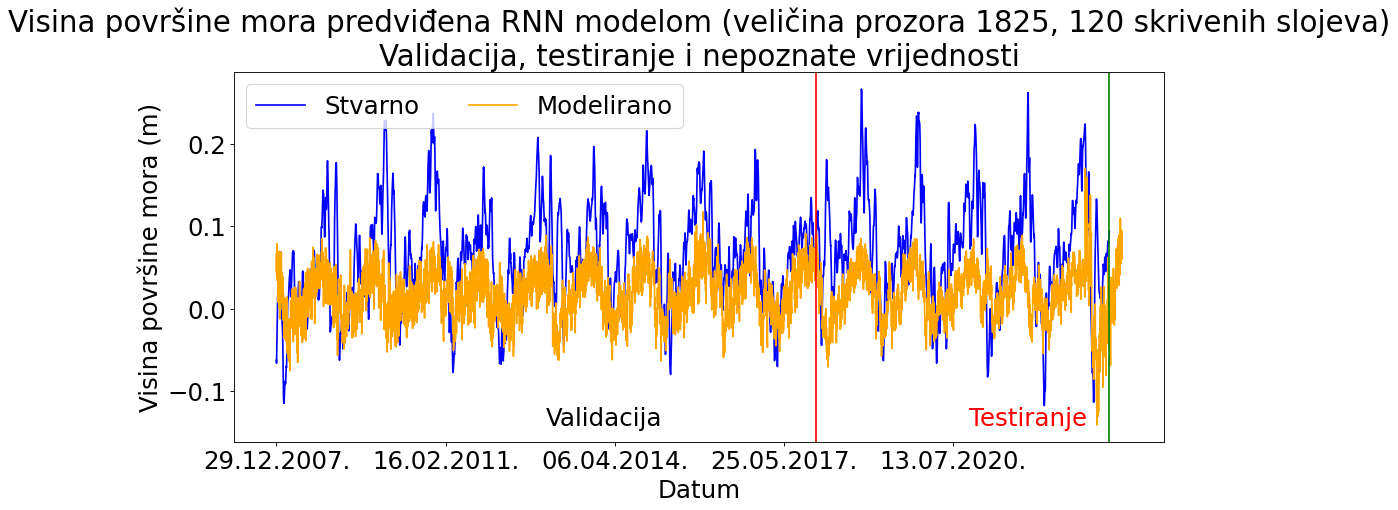 Visina površine mora predviđena RNN modelom (veličina prozora 1825, 120 skrivenih slojeva)
Validacija, testiranje i nepoznate vrijednosti
Stvarno
Modelirano
Visina površine mora (m)
0.2
0.1
0.0
−0.1
Validacija
Testiranje
29.12.2007.
16.02.2011.
06.04.2014.
25.05.2017.
13.07.2020.
Datum